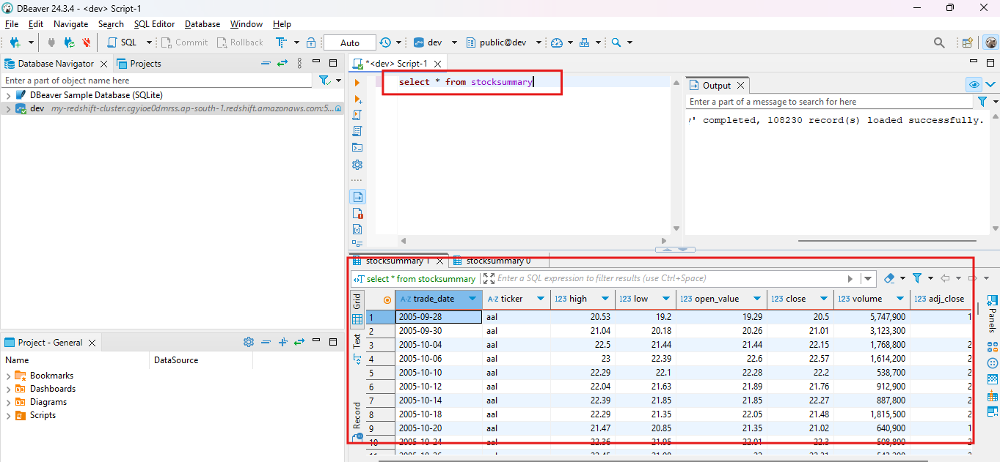 DBeaver 24.3.4 - <dev> Script-1
File Edit Navigate Search SQL Editor Database Window Help
SQL Commit Rollback T Auto dev public@dev
Database Navigator Projects
Enter a part of object name here
DBeaver Sample Database (SQLite)
dev my-redshift-cluster.cgyioe0dmrss.ap-south-1.redshift.amazonaws.com:5...
Project - General
Name DataSource
Bookmarks
Dashboards
Diagrams
Scripts
*<dev> Script-1
select * from stocksummary
Output
Enter a part of a message to search for here
y' completed, 108230 record(s) loaded successfully.
stocksummary 1 stocksummary 0
select * from stocksummary Enter a SQL expression to filter results (use Ctrl+Space)
Grid
Text
Record
Panels
A-Z trade_date A-Z ticker 123 high 123 low 123 open_value 123 close 123 volume 123 adj_close
1 2005-09-28 aal 20.53 19.2 19.29 20.5 5,747,900 1
2 2005-09-30 aal 21.04 20.18 20.26 21.01 3,123,300
3 2005-10-04 aal 22.5 21.44 21.44 22.15 1,768,800 2
4 2005-10-06 aal 23 22.39 22.6 22.57 1,614,200 2
5 2005-10-10 aal 22.29 22.1 22.28 22.2 538,700 2
6 2005-10-12 aal 22.04 21.63 21.89 21.76 912,900 2
7 2005-10-14 aal 22.39 21.85 21.85 22.27 887,800 2
8 2005-10-18 aal 22.29 21.35 22.05 21.48 1,815,500 2
9 2005-10-20 aal 21.47 20.85 21.35 21.02 640,900 1
10 2005-10-24 aal 22.36 21.95 22.01 22.3 508,800 2